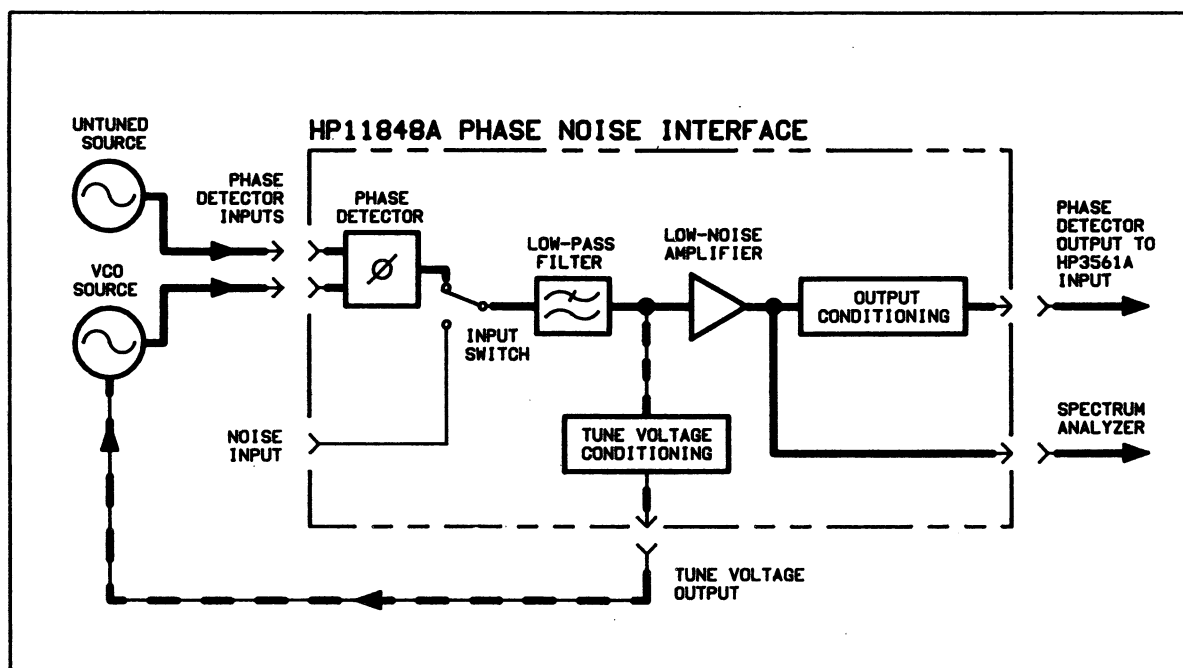 UNTUNED
SOURCE
HP11848A PHASE NOISE INTERFACE
PHASE
DETECTOR
INPUTS
PHASE
DETECTOR
VCO
SOURCE
LOW-PASS
FILTER
LOW-NOISE
AMPLIFIER
OUTPUT
CONDITIONING
PHASE
DETECTOR
OUTPUT TO
HP3561A
INPUT
INPUT
SWITCH
NOISE
INPUT
TUNE VOLTAGE
CONDITIONING
SPECTRUM
ANALYZER
TUNE VOLTAGE
OUTPUT